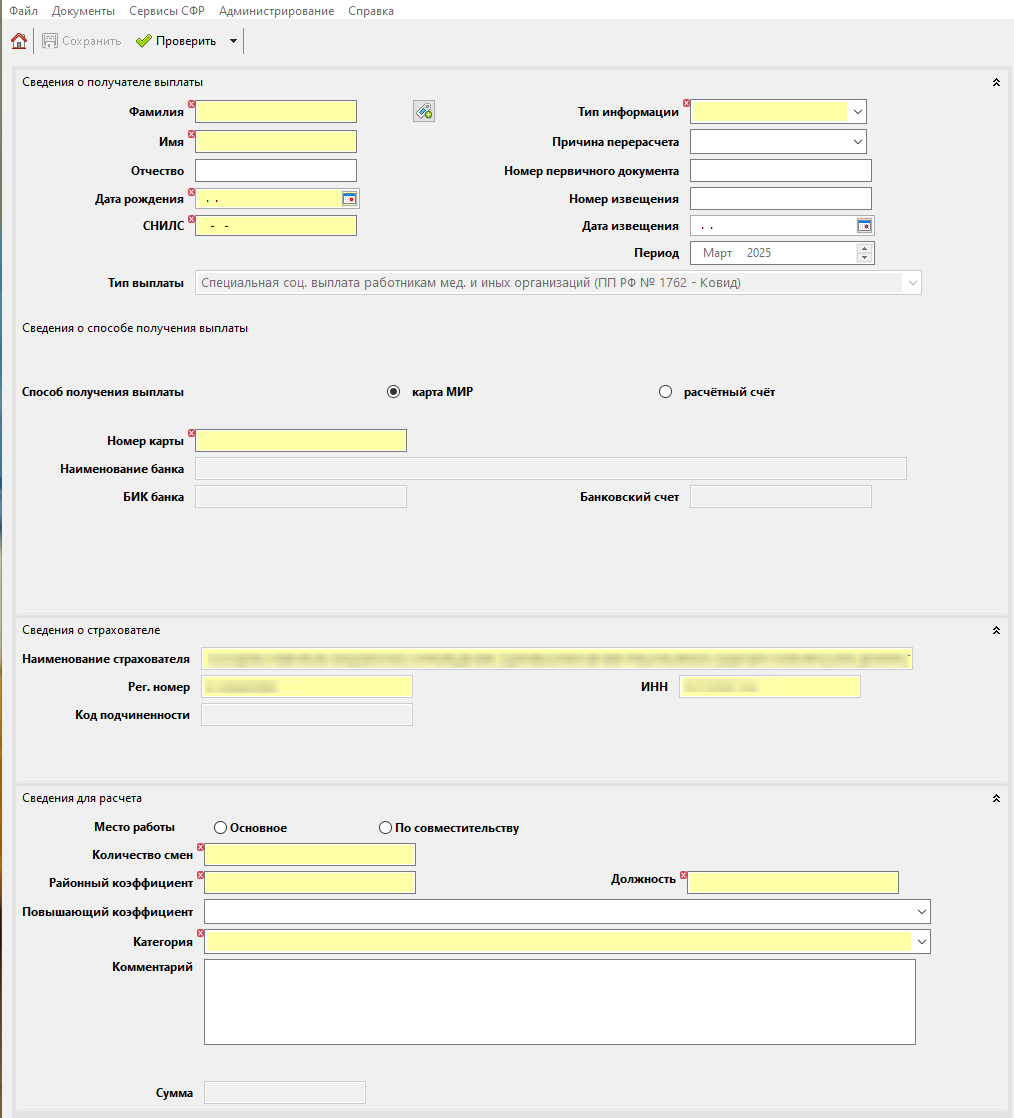 Файл Документы Сервисы СФР Администрирование Справка
Сохранить Проверить
Сведения о получателе выплаты
Фамилия Тип информации
Имя Причина перерасчета
Отчество Номер первичного документа
Дата рождения . . Номер извещения
СНИЛС - - Дата извещения . .
Период Март 2025
Тип выплаты Специальная соц. выплата работникам мед. и иных организаций (ПП РФ № 1762 - Ковид)
Сведения о способе получения выплаты
Способ получения выплаты карта МИР расчётный счёт
Номер карты
Наименование банка
БИК банка Банковский счет
Сведения о страхователе
Наименование страхователя
Рег. номер ИНН
Код подчиненности
Сведения для расчета
Место работы Основное По совместительству
Количество смен
Районный коэффициент Должность
Повышающий коэффициент
Категория
Комментарий
Сумма